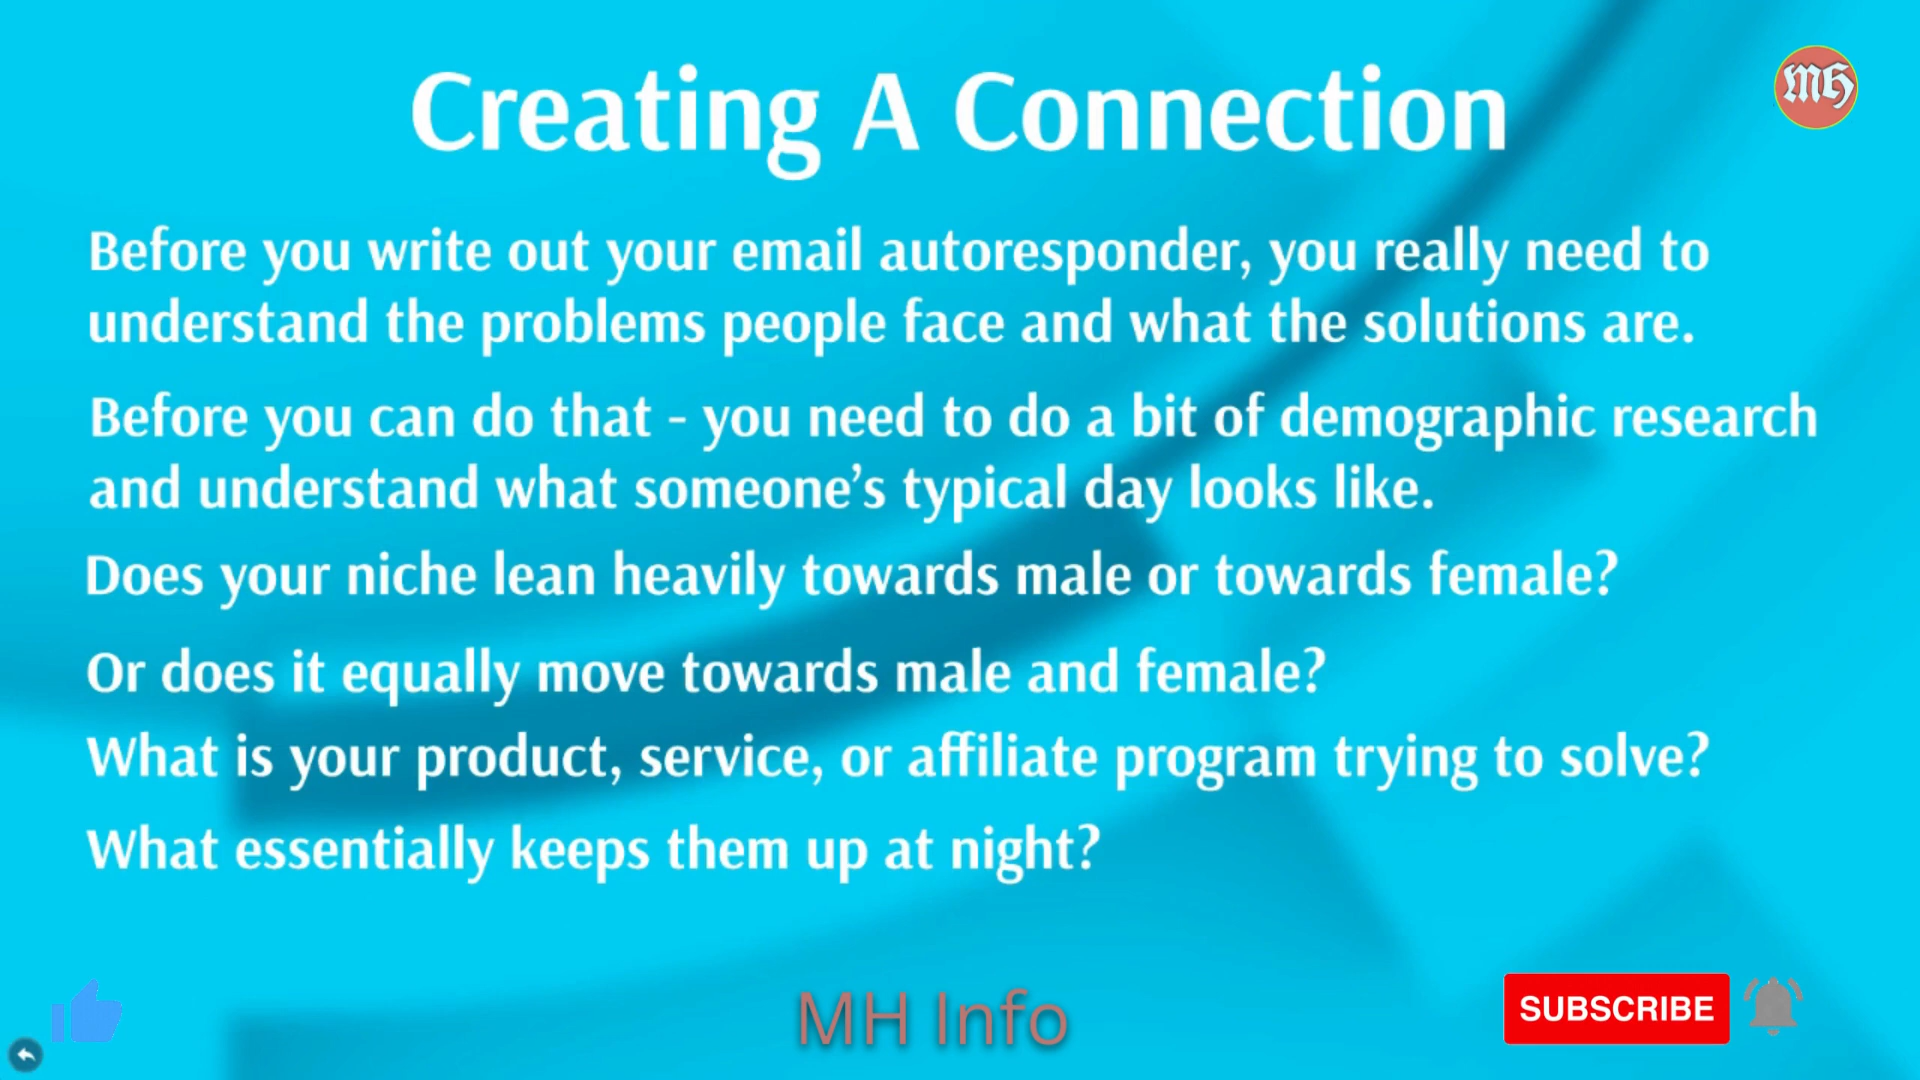 Creating A Connection
MH
Before you write out your email autoresponder, you really need to
understand the problems people face and what the solutions are.
Before you can do that - you need to do a bit of demographic research
and understand what someone’s typical day looks like.
Does your niche lean heavily towards male or towards female?
Or does it equally move towards male and female?
What is your product, service, or affiliate program trying to solve?
What essentially keeps them up at night?
MH Info
SUBSCRIBE